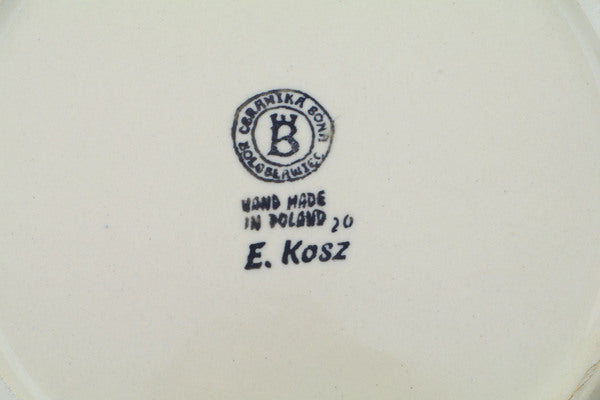 CERAMIKA BONA
B
BOLESŁAWIEC
HAND MADE
IN POLAND 20
E. Kosz